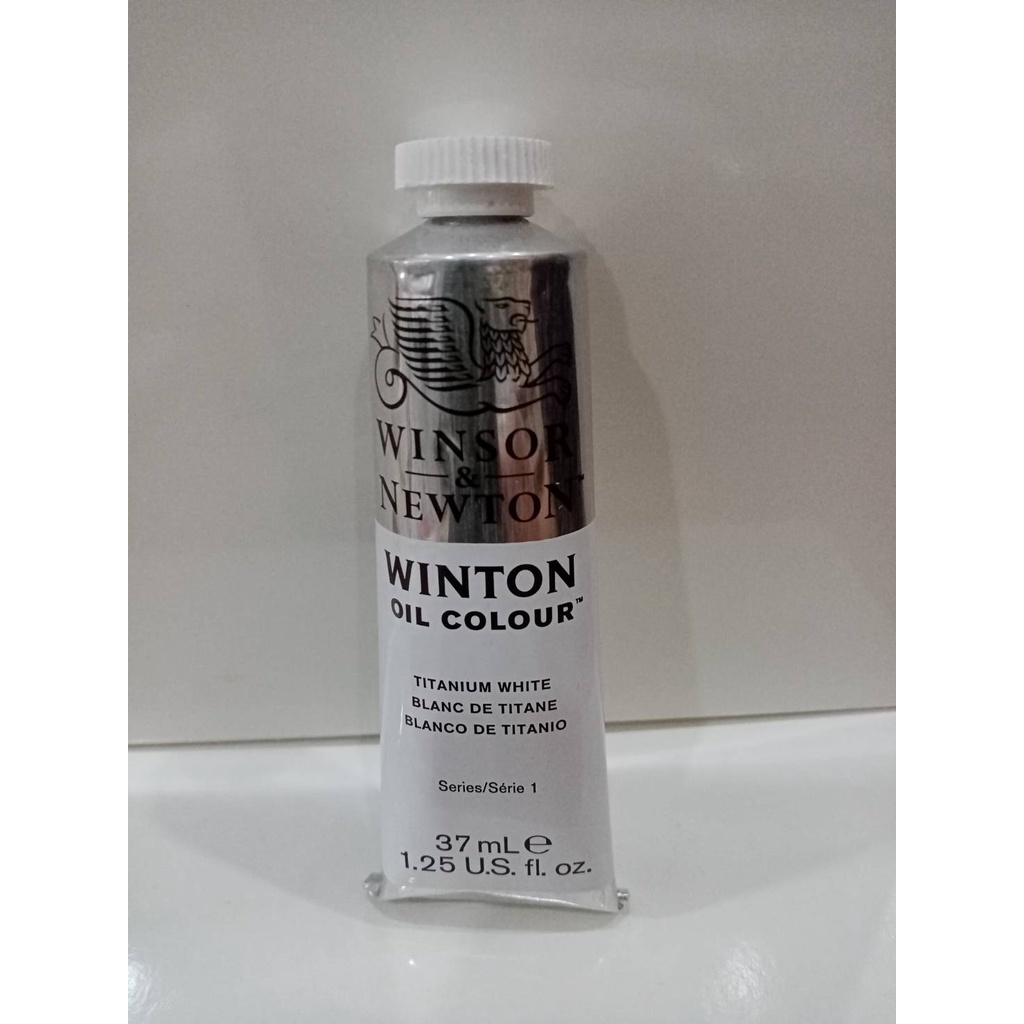 WINSOR
&
NEWTON™
WINTON
OIL COLOUR™
TITANIUM WHITE
BLANC DE TITANE
BLANCO DE TITANIO
Series/Série 1
37 mL ℮
1.25 U.S. fl. oz.